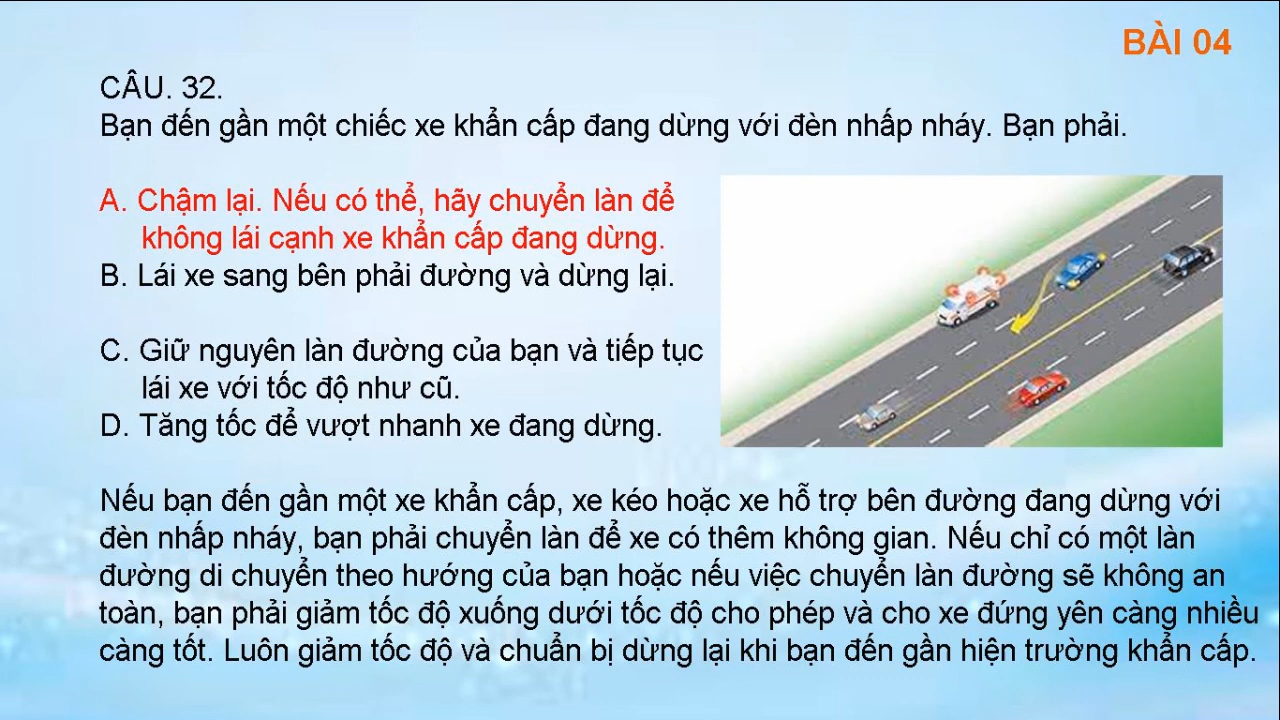 BÀI 04
CÂU. 32.
Bạn đến gần một chiếc xe khẩn cấp đang dừng với đèn nhấp nháy. Bạn phải.
A. Chậm lại. Nếu có thể, hãy chuyển làn để
không lái cạnh xe khẩn cấp đang dừng.
B. Lái xe sang bên phải đường và dừng lại.
C. Giữ nguyên làn đường của bạn và tiếp tục
lái xe với tốc độ như cũ.
D. Tăng tốc để vượt nhanh xe đang dừng.
Nếu bạn đến gần một xe khẩn cấp, xe kéo hoặc xe hỗ trợ bên đường đang dừng với
đèn nhấp nháy, bạn phải chuyển làn để xe có thêm không gian. Nếu chỉ có một làn
đường di chuyển theo hướng của bạn hoặc nếu việc chuyển làn đường sẽ không an
toàn, bạn phải giảm tốc độ xuống dưới tốc độ cho phép và cho xe đứng yên càng nhiều
càng tốt. Luôn giảm tốc độ và chuẩn bị dừng lại khi bạn đến gần hiện trường khẩn cấp.